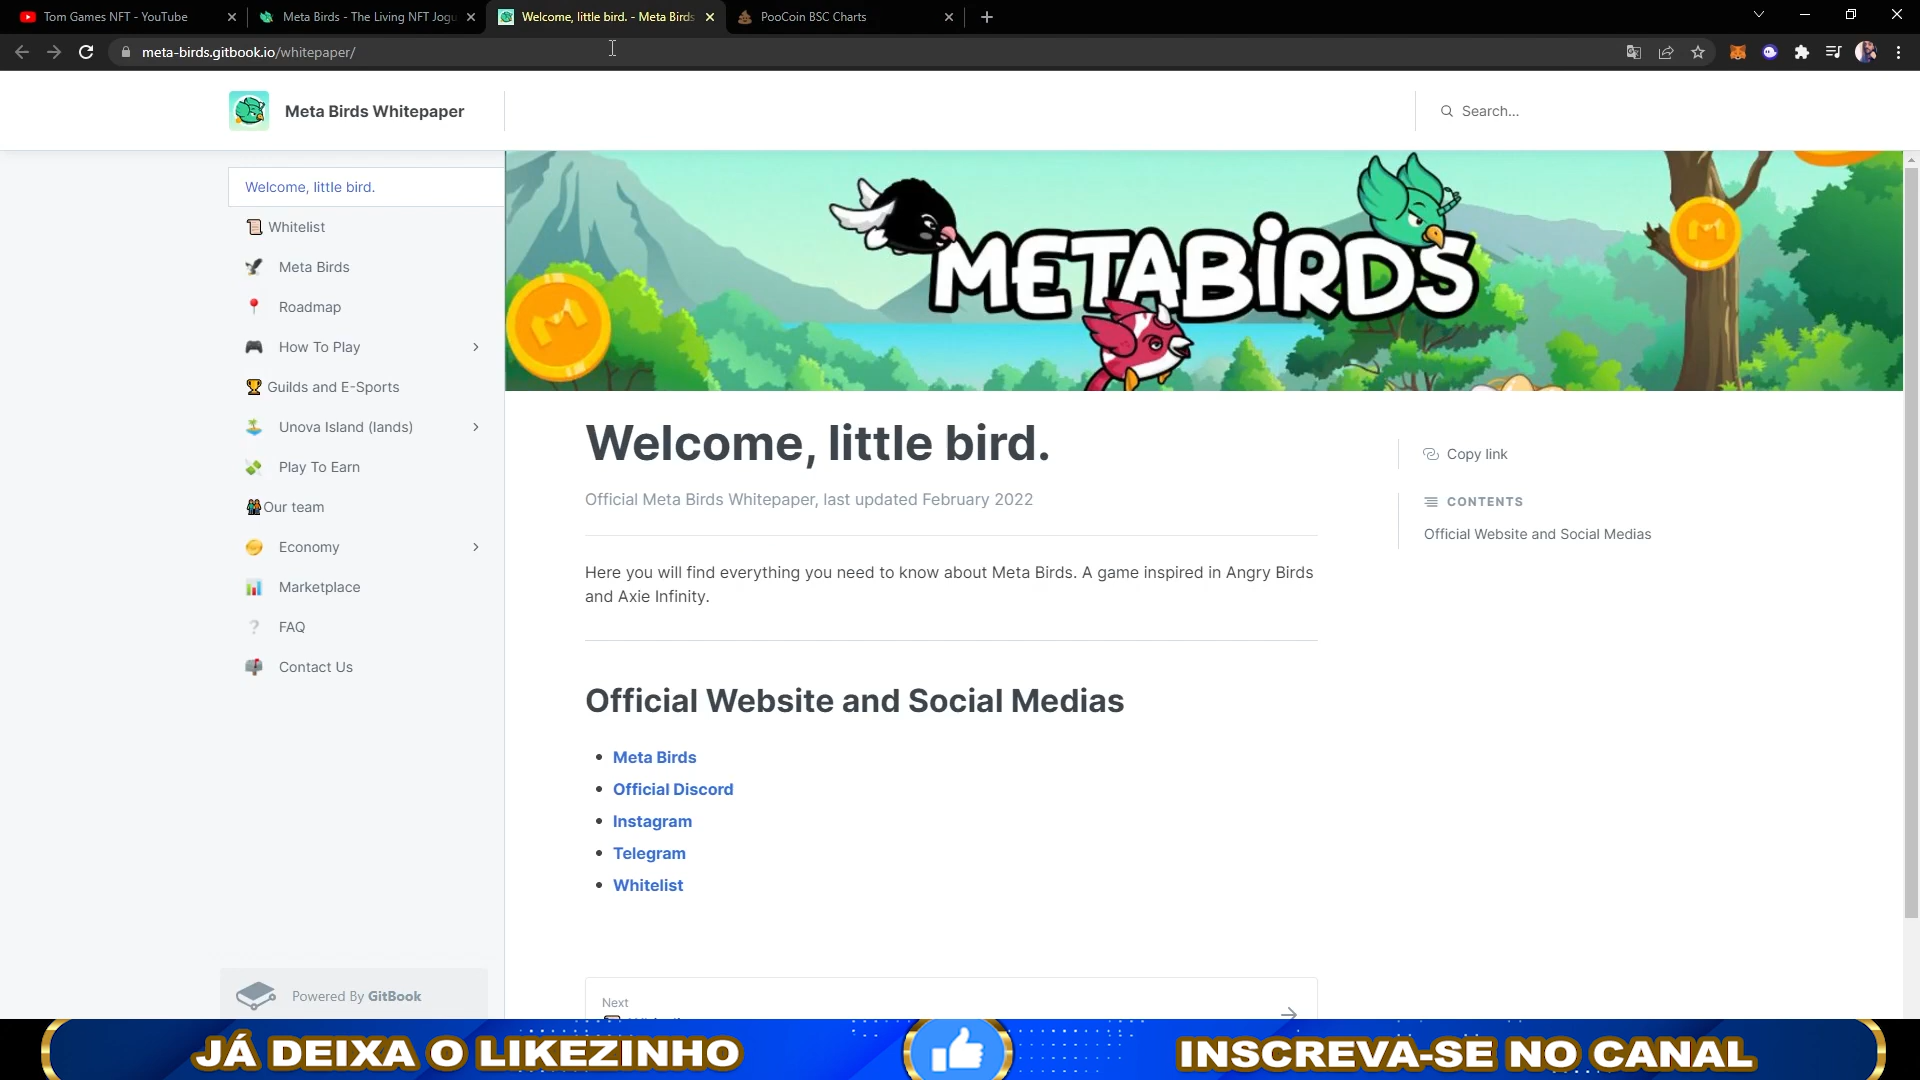 Tom Games NFT - YouTube
Meta Birds - The Living NFT Jogu
Welcome, little bird. - Meta Birds
PooCoin BSC Charts
meta-birds.gitbook.io/whitepaper/
Meta Birds Whitepaper
Search...
Welcome, little bird.
Whitelist
Meta Birds
Roadmap
How To Play
Guilds and E-Sports
Unova Island (lands)
Play To Earn
Our team
Economy
Marketplace
FAQ
Contact Us
Powered By GitBook
METABiRDS
Welcome, little bird.
Official Meta Birds Whitepaper, last updated February 2022
Here you will find everything you need to know about Meta Birds. A game inspired in Angry Birds
and Axie Infinity.
Official Website and Social Medias
• Meta Birds
• Official Discord
• Instagram
• Telegram
• Whitelist
Copy link
CONTENTS
Official Website and Social Medias
Next
JÁ DEIXA O LIKEZINHO
INSCREVA-SE NO CANAL